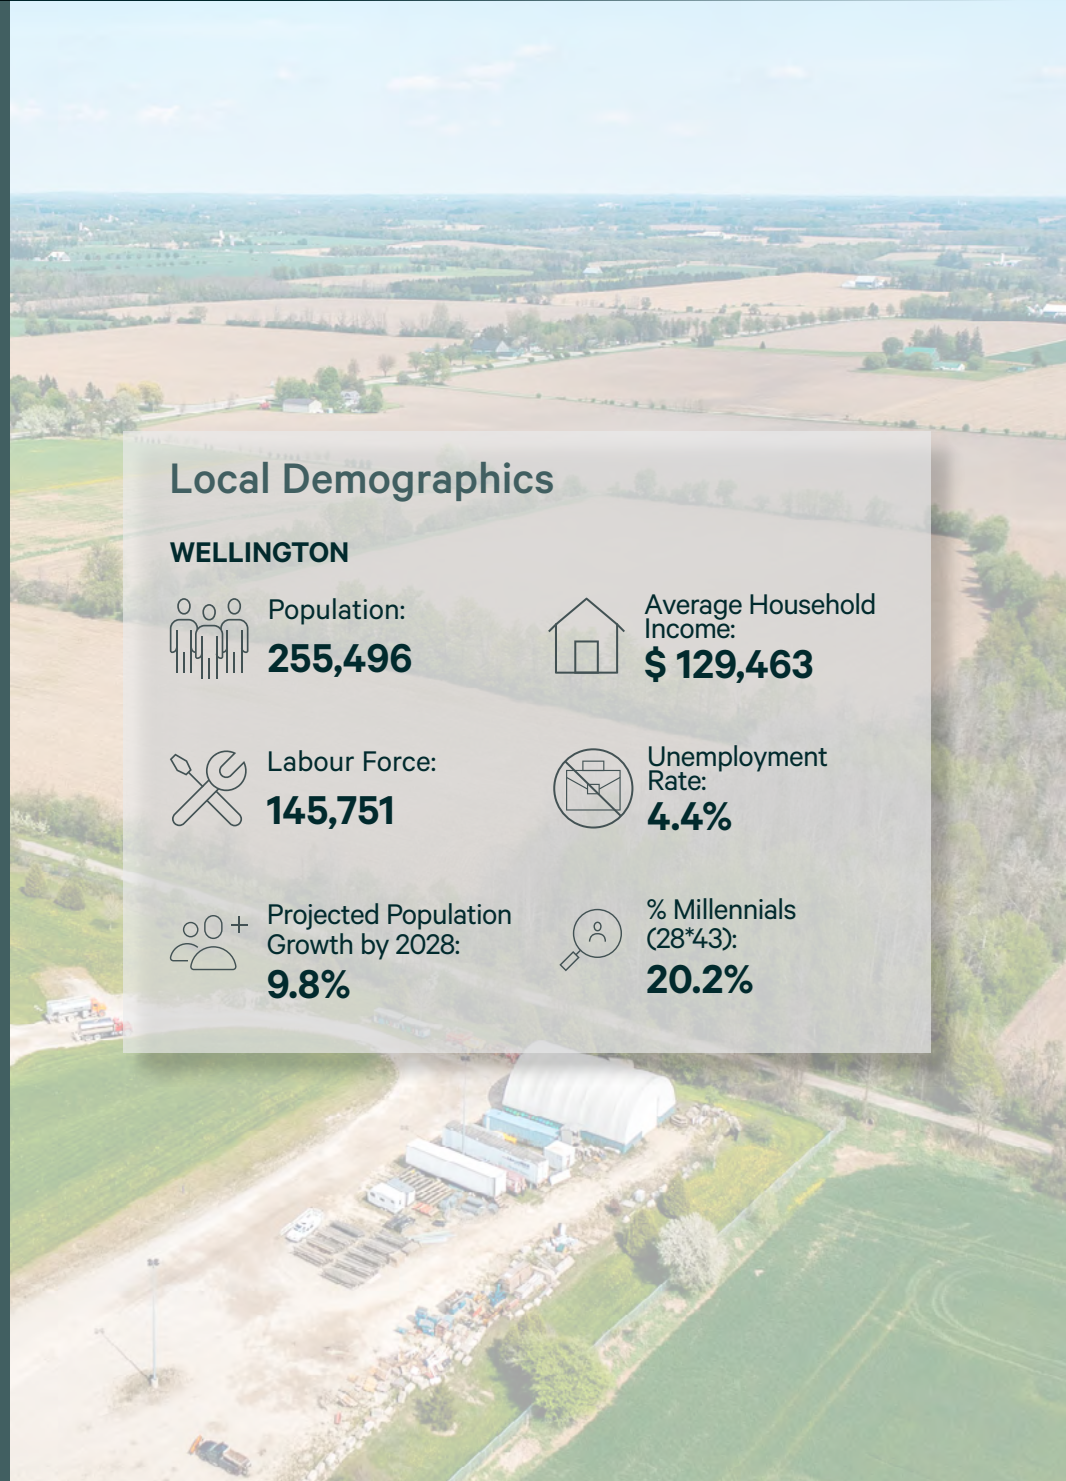 Local Demographics
WELLINGTON
Population:
255,496
Average Household
Income:
$ 129,463
Labour Force:
145,751
Unemployment
Rate:
4.4%
Projected Population
Growth by 2028:
9.8%
% Millennials
(28*43):
20.2%